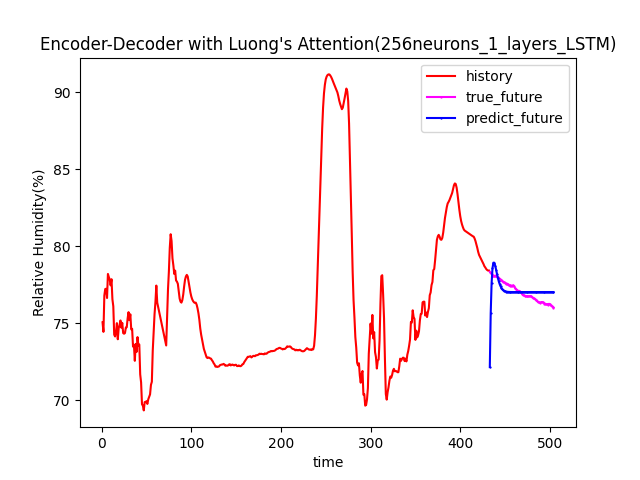 Encoder-Decoder with Luong's Attention(256neurons_1_layers_LSTM)
history
true_future
predict_future
Relative Humidity(%)
90
85
80
75
70
0 100 200 300 400 500
time